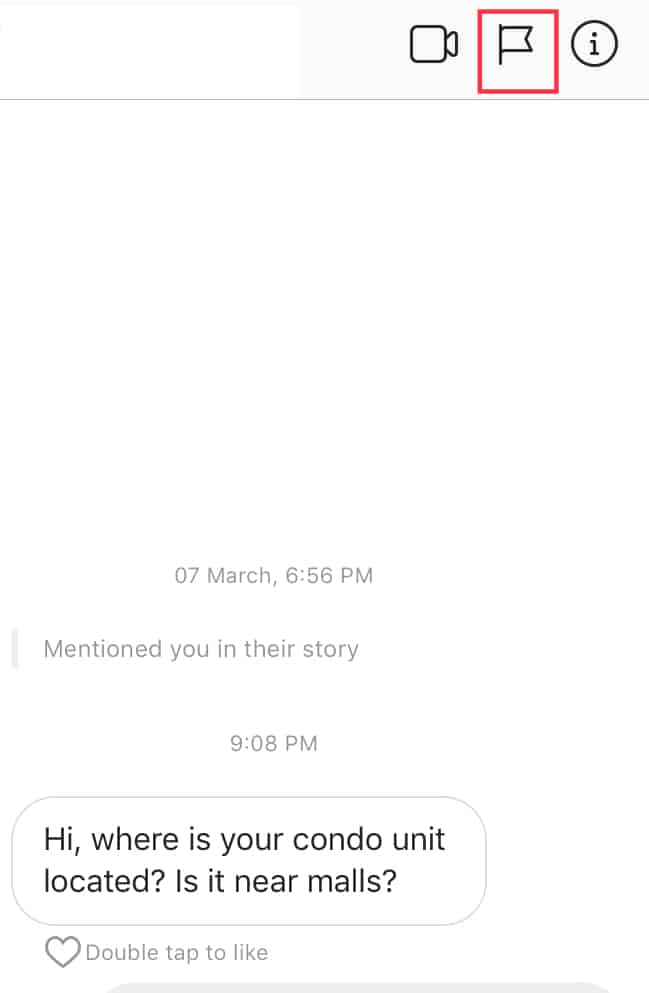 07 March, 6:56 PM
Mentioned you in their story
9:08 PM
Hi, where is your condo unit
located? Is it near malls?
Double tap to like